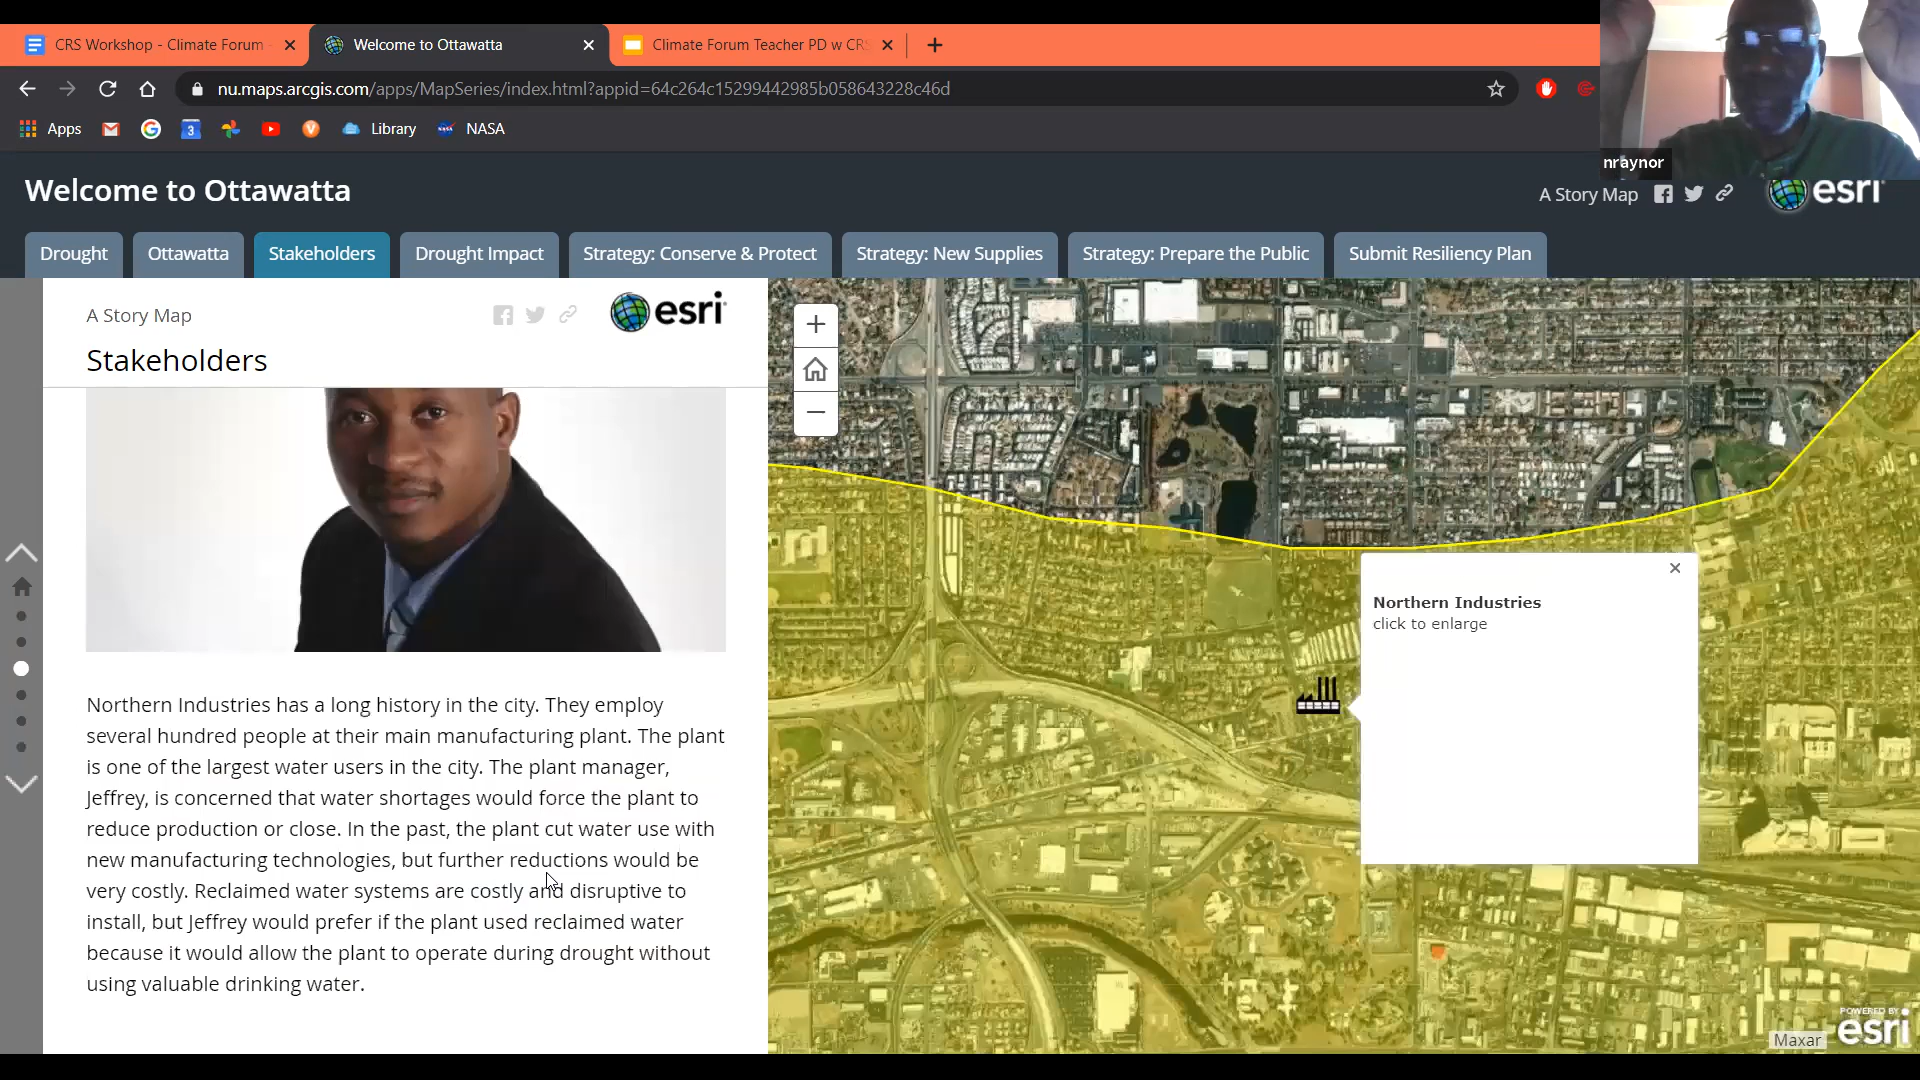 CRS Workshop - Climate Forum -
Welcome to Ottawatta
Climate Forum Teacher PD w CRS
nu.maps.arcgis.com/apps/MapSeries/index.html?appid=64c264c15299442985b058643228c46d
Apps
3
Library
NASA
NASA
nraynor
Welcome to Ottawatta
A Story Map
esri
Drought
Ottawatta
Stakeholders
Drought Impact
Strategy: Conserve & Protect
Strategy: New Supplies
Strategy: Prepare the Public
Submit Resiliency Plan
A Story Map
esri
Stakeholders
Northern Industries has a long history in the city. They employ
several hundred people at their main manufacturing plant. The plant
is one of the largest water users in the city. The plant manager,
Jeffrey, is concerned that water shortages would force the plant to
reduce production or close. In the past, the plant cut water use with
new manufacturing technologies, but further reductions would be
very costly. Reclaimed water systems are costly and disruptive to
install, but Jeffrey would prefer if the plant used reclaimed water
because it would allow the plant to operate during drought without
using valuable drinking water.
Northern Industries
click to enlarge
POWERED BY
esri
Maxar